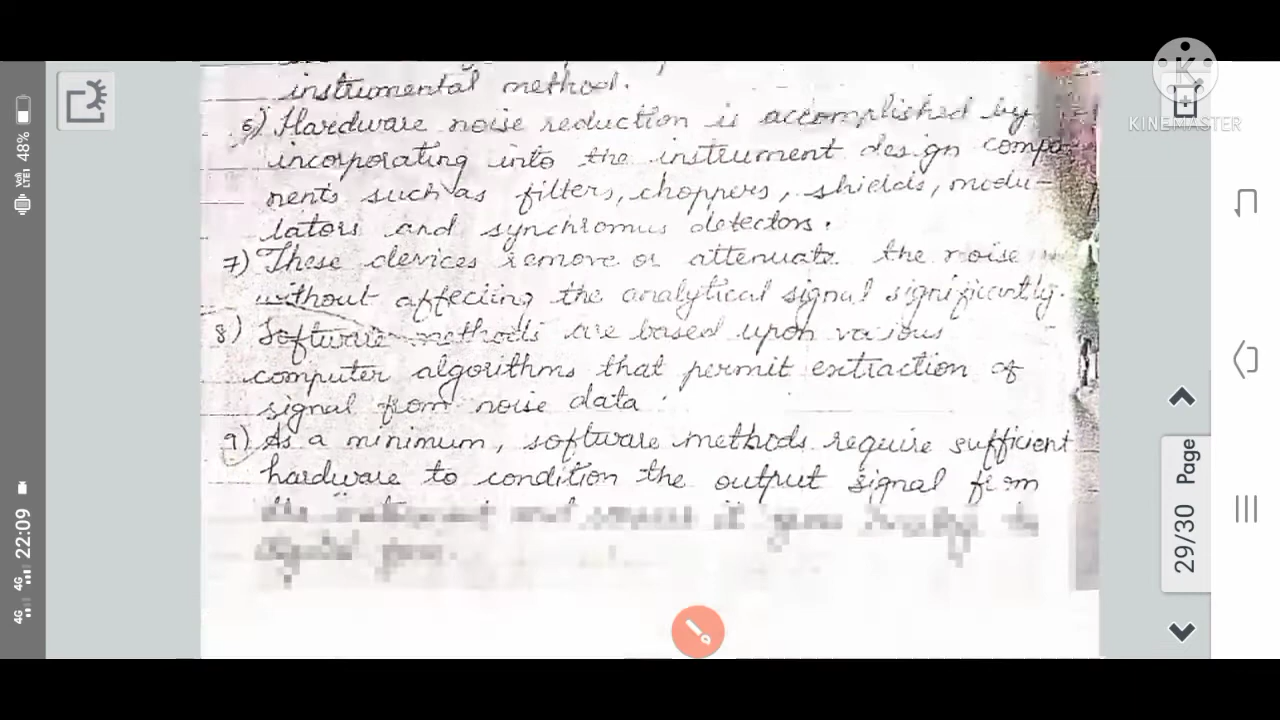 instrumental method.
6) Hardware noise reduction is accomplished by
incorporating into the instrument design compo-
nents such as filters, choppers, shields, modu-
lators and synchromus detectors.
7) These devices remove or attenuate the noise
without affecting the analytical signal significantly.
8) Software methods are based upon various
computer algorithms that permit extraction of
signal from noise data.
9) As a minimum, software methods require sufficient
hardware to condition the output signal from
KINEMASTER
48%
LTE1
22:09
4G
4G
29/30 Page